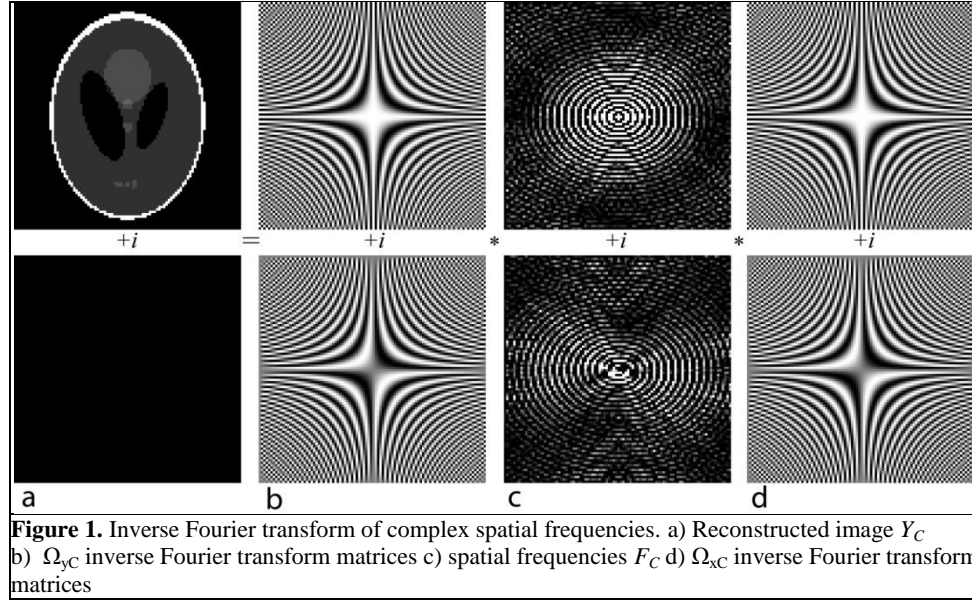 +i = +i * +i * +i
a b c d
Figure 1. Inverse Fourier transform of complex spatial frequencies. a) Reconstructed image Y_C
b) Ω_yC inverse Fourier transform matrices c) spatial frequencies F_C d) Ω_xC inverse Fourier transform
matrices